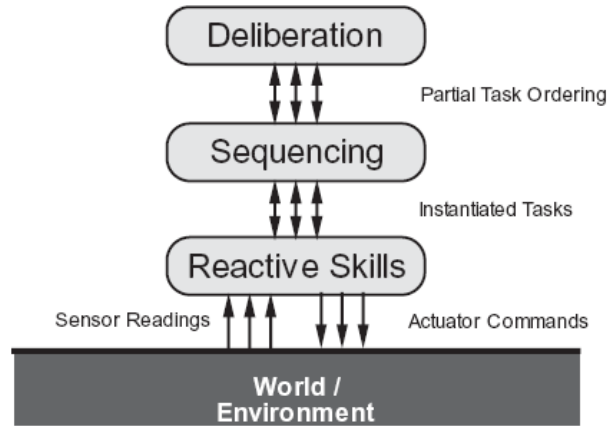 Deliberation
Partial Task Ordering
Sequencing
Instantiated Tasks
Reactive Skills
Sensor Readings
Actuator Commands
World /
Environment